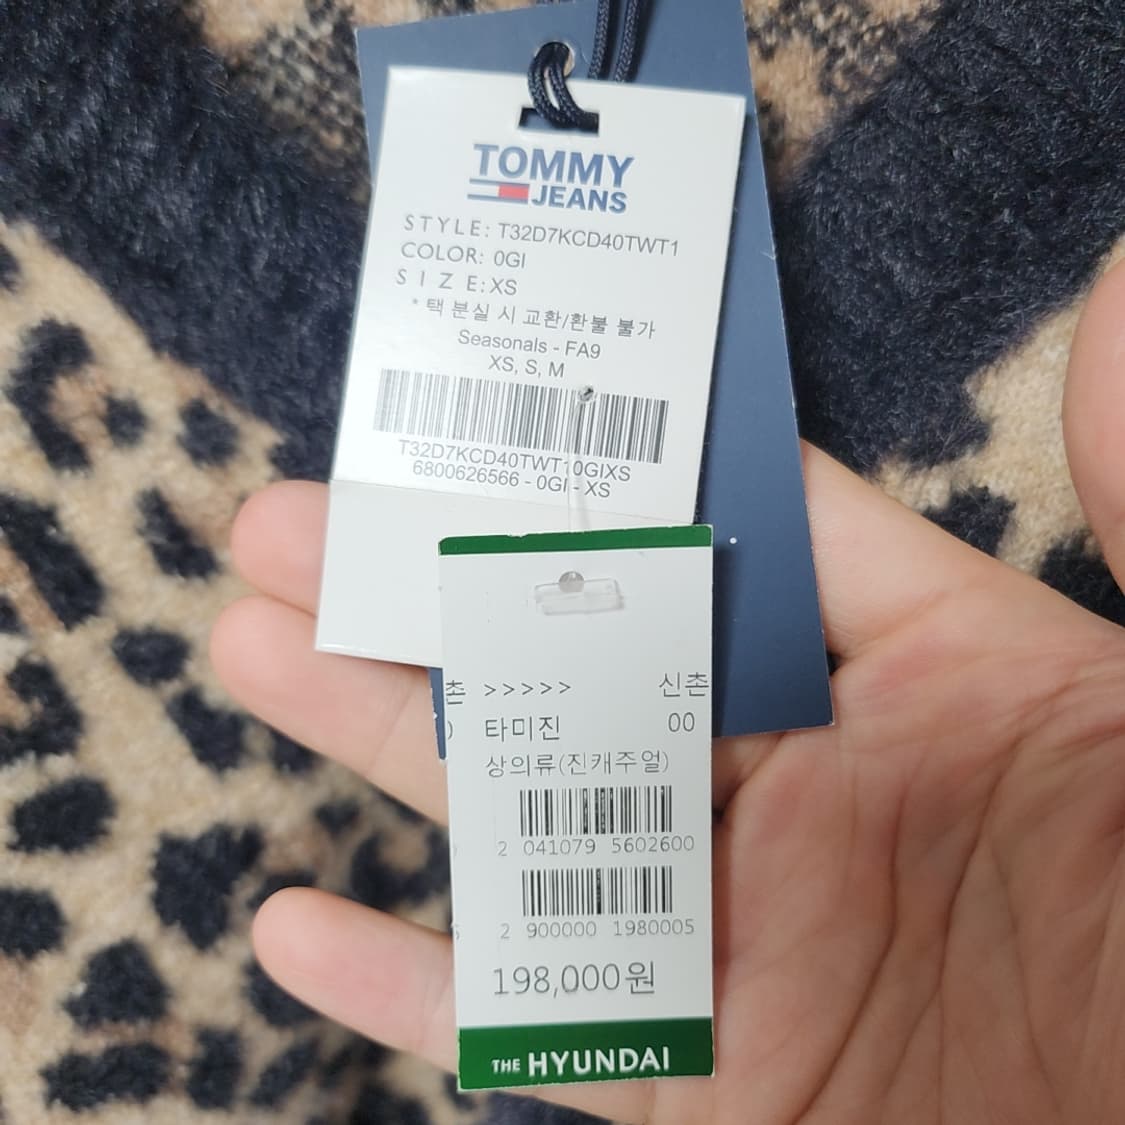 TOMMY
JEANS
STYLE: T32D7KCD40TWT1
COLOR: 0GI
SIZE: XS
* 택 분실 시 교환/환불 불가
Seasonals - FA9
XS, S, M
T32D7KCD40TWT10GIXS
6800626566 - 0GI - XS
촌 >>>>> 신촌
타미진 00
상의류(진캐주얼)
2 041079 5602600
2 900000 1980005
198,000원
THE HYUNDAI